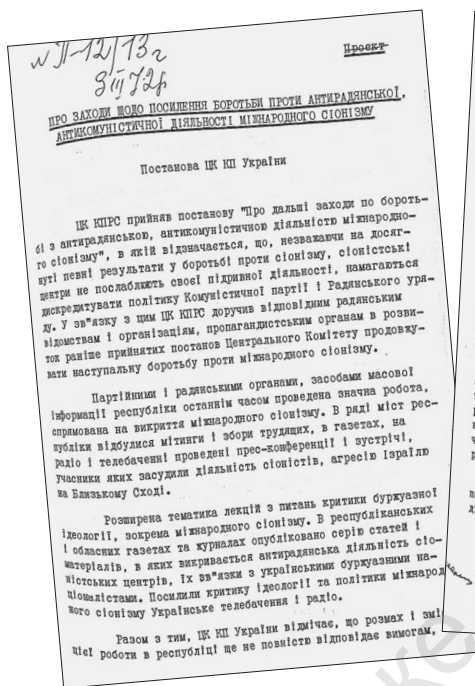 № П-12/13г
3 III 72р
Проект
ПРО ЗАХОДИ ЩОДО ПОСИЛЕННЯ БОРОТЬБИ ПРОТИ АНТИРАДЯНСЬКОЇ,
АНТИКОМУНІСТИЧНОЇ ДІЯЛЬНОСТІ МІЖНАРОДНОГО СІОНІЗМУ
Постанова ЦК КП України
ЦК КПРС прийняв постанову "Про дальші заходи по бороть-
бі з антирадянською, антикомуністичною діяльністю міжнародно-
го сіонізму", в якій відзначається, що, незважаючи на досяг-
нуті певні результати у боротьбі проти сіонізму, сіоністські
центри не послаблюють своєї підривної діяльності, намагаються
дискредитувати політику Комуністичної партії і Радянського уря-
ду. У зв"язку з цим ЦК КПРС доручив відповідним радянським
відомствам і організаціям, пропагандистським органам в розви-
ток раніше прийнятих постанов Центрального Комітету продовжу-
вати наступальну боротьбу проти міжнародного сіонізму.
Партійними і радянськими органами, засобами масової
інформації республіки останнім часом проведена значна робота,
спрямована на викриття міжнародного сіонізму. В ряді міст рес-
публіки відбулися мітинги і збори трудящих, в газетах, на
радіо і телебаченні проведені прес-конференції і зустрічі,
учасники яких засудили діяльність сіоністів, агресію Ізраїлю
на Близькому Сході.
Розширена тематика лекцій з питань критики буржуазної
ідеології, зокрема міжнародного сіонізму. В республіканських
і обласних газетах та журналах опубліковано серію статей і
матеріалів, в яких викривається антирадянська діяльність сіо-
ністських центрів, їх зв"язки з українськими буржуазними на-
ціоналістами. Посилили критику ідеології та політики міжнарод
ного сіонізму Українське телебачення і радіо.
Разом з тим, ЦК КП України відмічає, що розмах і змі
цієї роботи в республіці ще не повністю відповідає вимогам,